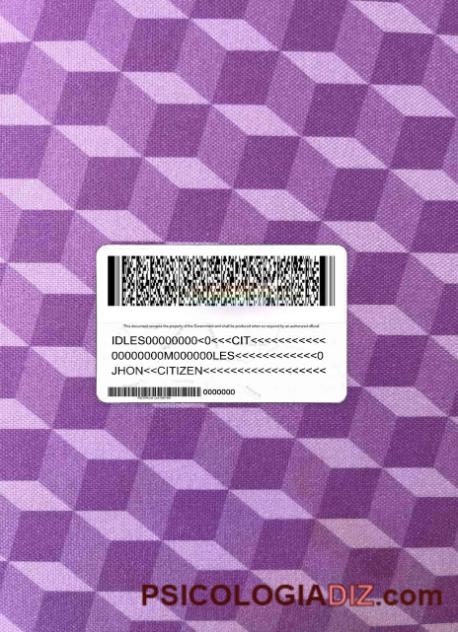 This document remains the property of the Government and shall be produced when so required by an authorized official
IDLES00000000<0<<<CIT<<<<<<<<<<<
00000000M000000LES<<<<<<<<<<<<<0
JHON<<CITIZEN<<<<<<<<<<<<<<<<<<<
0000000
PSICOLOGIADIZ.com